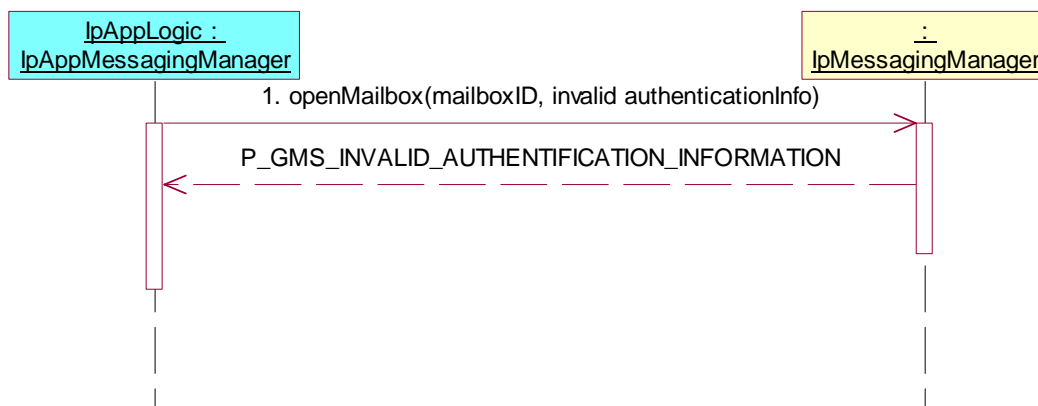 IpAppLogic :
IpAppMessagingManager
:
IpMessagingManager
1. openMailbox(mailboxID, invalid authenticationInfo)
P_GMS_INVALID_AUTHENTIFICATION_INFORMATION